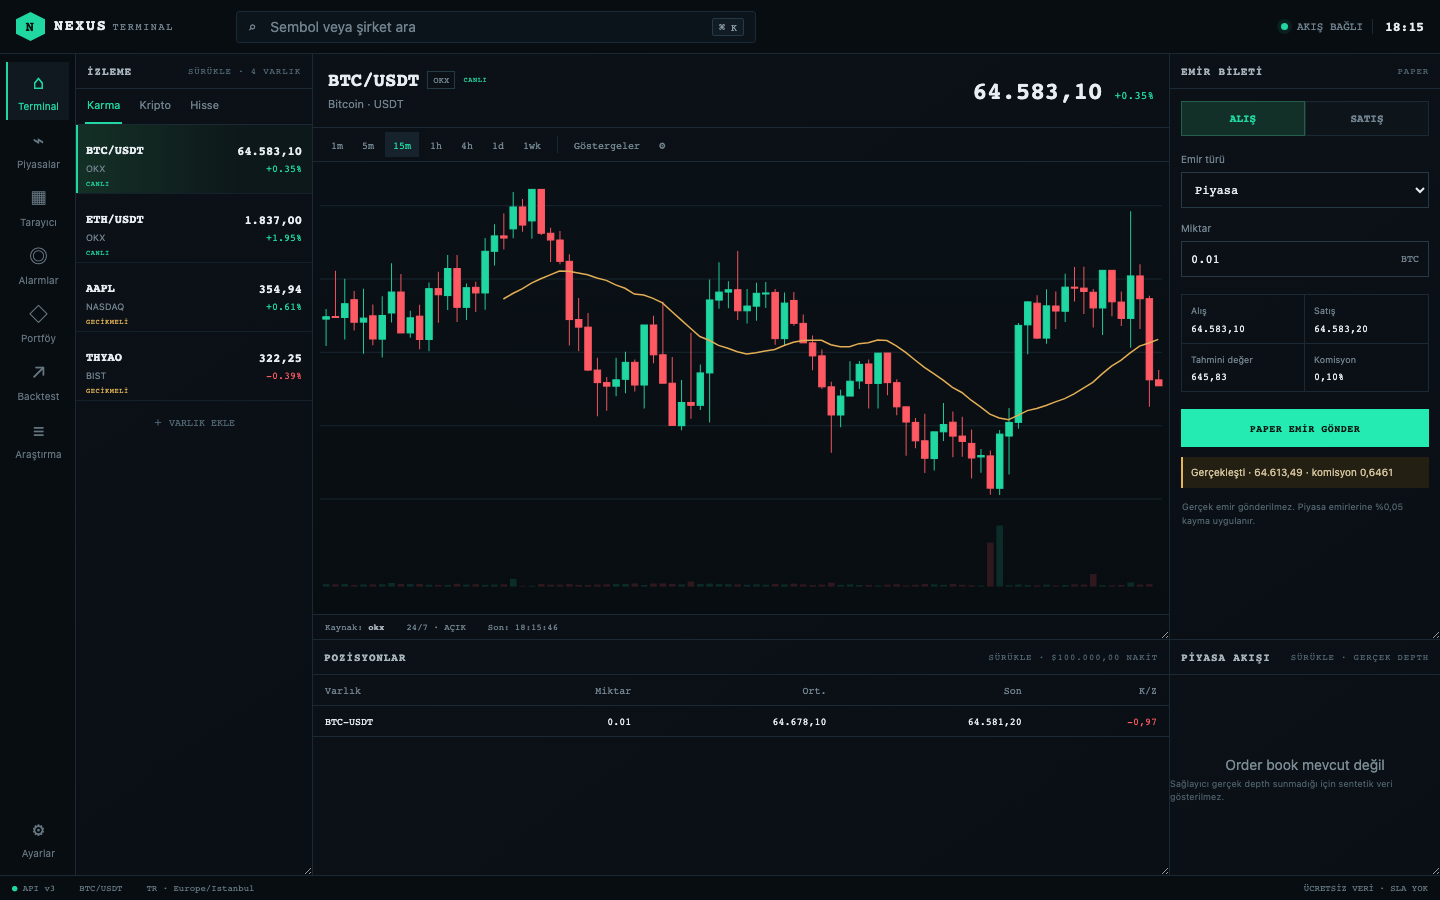 N NEXUS TERMINAL
Sembol veya şirket ara
⌘ K
AKIŞ BAĞLI
18:15
Terminal
Piyasalar
Tarayıcı
Alarmlar
Portföy
Backtest
Araştırma
Ayarlar
İZLEME
SÜRÜKLE · 4 VARLIK
Karma Kripto Hisse
BTC/USDT 64.583,10
OKX +0.35%
CANLI
ETH/USDT 1.837,00
OKX +1.95%
CANLI
AAPL 354,94
NASDAQ +0.61%
GECİKMELİ
THYAO 322,25
BIST -0.39%
GECİKMELİ
+ VARLIK EKLE
BTC/USDT OKX CANLI
Bitcoin · USDT
64.583,10 +0.35%
1m 5m 15m 1h 4h 1d 1wk Göstergeler
Kaynak: okx 24/7 · AÇIK Son: 18:15:46
POZİSYONLAR
SÜRÜKLE · $100.000,00 NAKİT
Varlık Miktar Ort. Son K/Z
BTC-USDT 0.01 64.678,10 64.581,20 -0,97
EMİR BİLETİ
PAPER
ALIŞ SATIŞ
Emir türü
Piyasa
Miktar
0.01 BTC
Alış Satış
64.583,10 64.583,20
Tahmini değer Komisyon
645,83 0,10%
PAPER EMİR GÖNDER
Gerçekleşti · 64.613,49 · komisyon 0,6461
Gerçek emir gönderilmez. Piyasa emirlerine %0,05
kayma uygulanır.
PİYASA AKIŞI
SÜRÜKLE · GERÇEK DEPTH
Order book mevcut değil
Sağlayıcı gerçek depth sunmadığı için sentetik veri
gösterilmez.
API v3 BTC/USDT TR · Europe/Istanbul
ÜCRETSİZ VERİ · SLA YOK